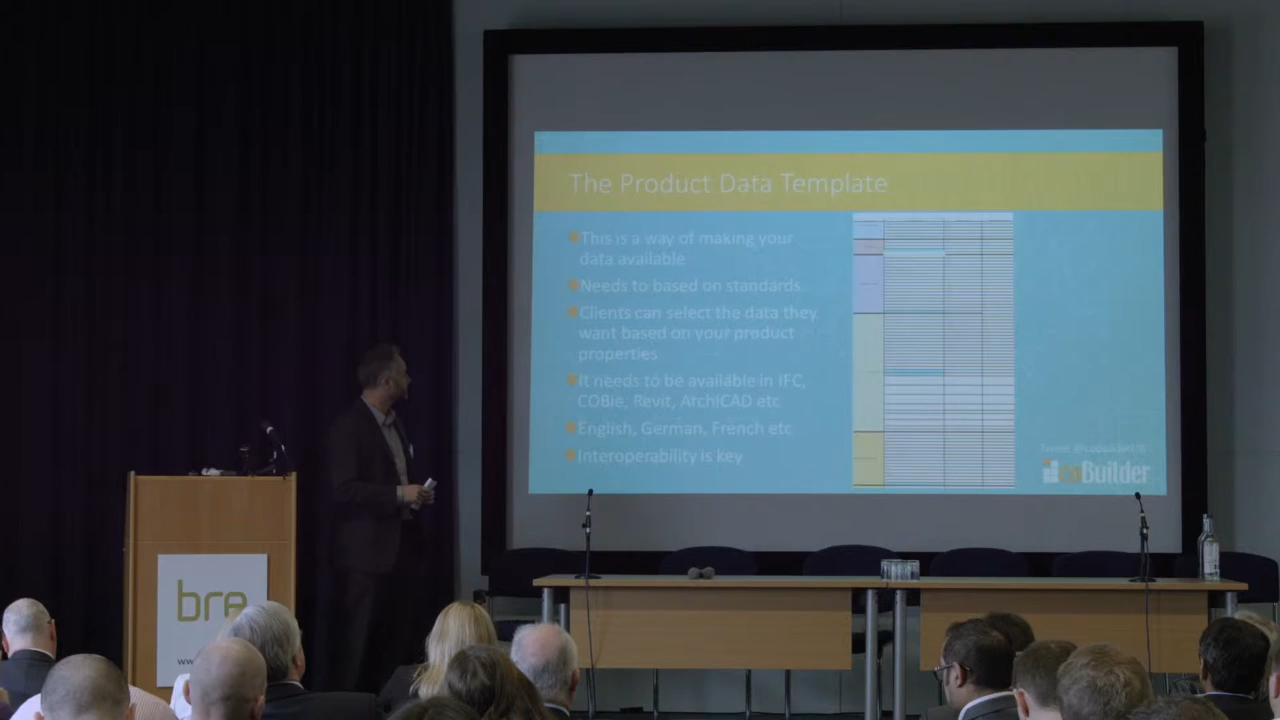 The Product Data Template
This is a way of making your
data available
Needs to based on standards
Clients can select the data they
want based on your product
properties
It needs to be available in IFC,
COBie, Revit, ArchiCAD etc
English, German, French etc
Interoperability is key
coBuilder
bre